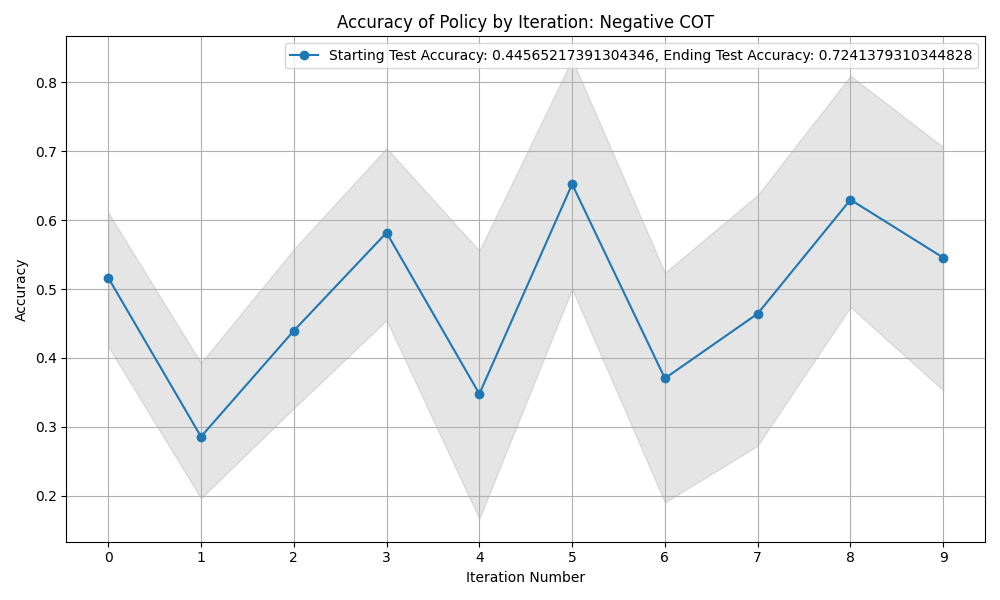 Accuracy of Policy by Iteration: Negative COT
Starting Test Accuracy: 0.44565217391304346, Ending Test Accuracy: 0.7241379310344828
Accuracy
0.8
0.7
0.6
0.5
0.4
0.3
0.2
0 1 2 3 4 5 6 7 8 9
Iteration Number